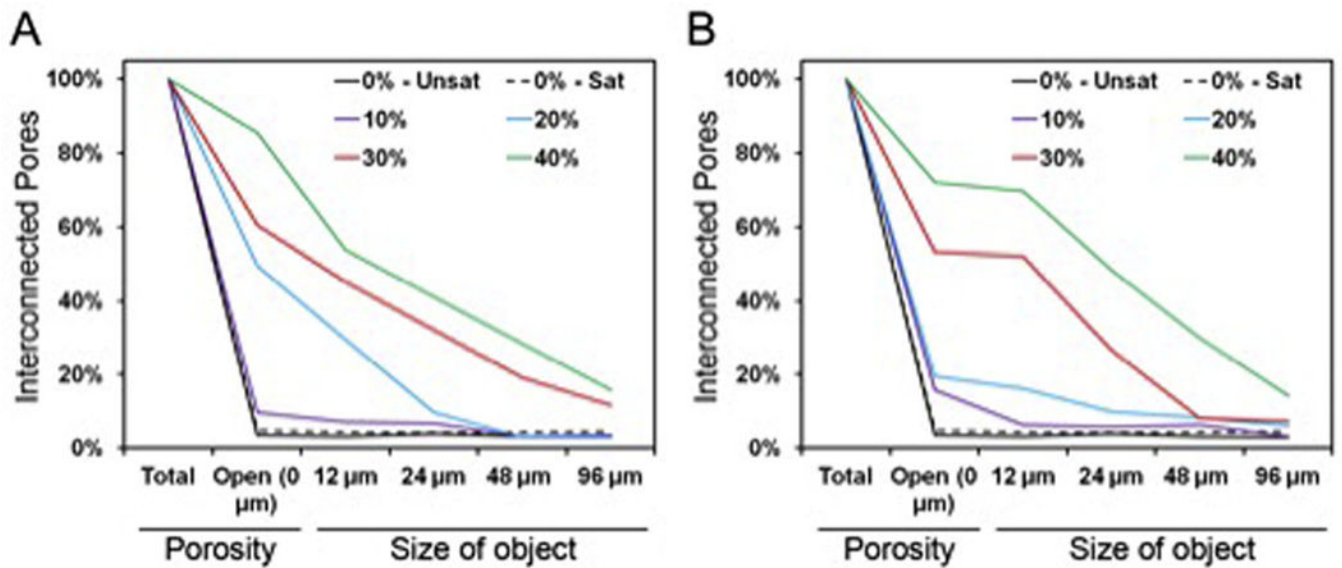 A
Interconnected Pores
100%
80%
60%
40%
20%
0%
0% - Unsat
0% - Sat
10%
20%
30%
40%
Total
Open (0
µm)
12 µm
24 µm
48 µm
96 µm
Porosity
Size of object
B
Interconnected Pores
100%
80%
60%
40%
20%
0%
0% - Unsat
0% - Sat
10%
20%
30%
40%
Total
Open (0
µm)
12 µm
24 µm
48 µm
96 µm
Porosity
Size of object